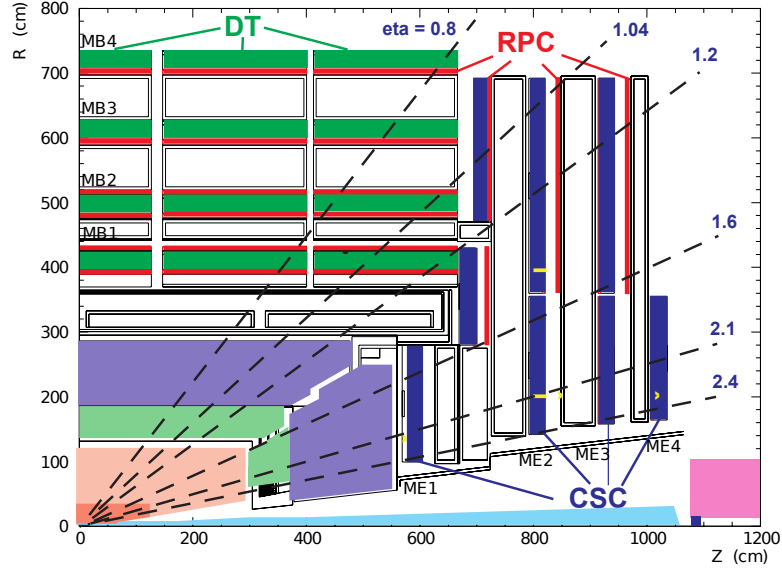 R (cm)
800
700
600
500
400
300
200
100
0
MB4
MB3
MB2
MB1
DT
eta = 0.8
RPC
1.04
1.2
1.6
2.1
2.4
ME1
ME2
ME3
ME4
CSC
0
200
400
600
800
1000
1200
Z (cm)